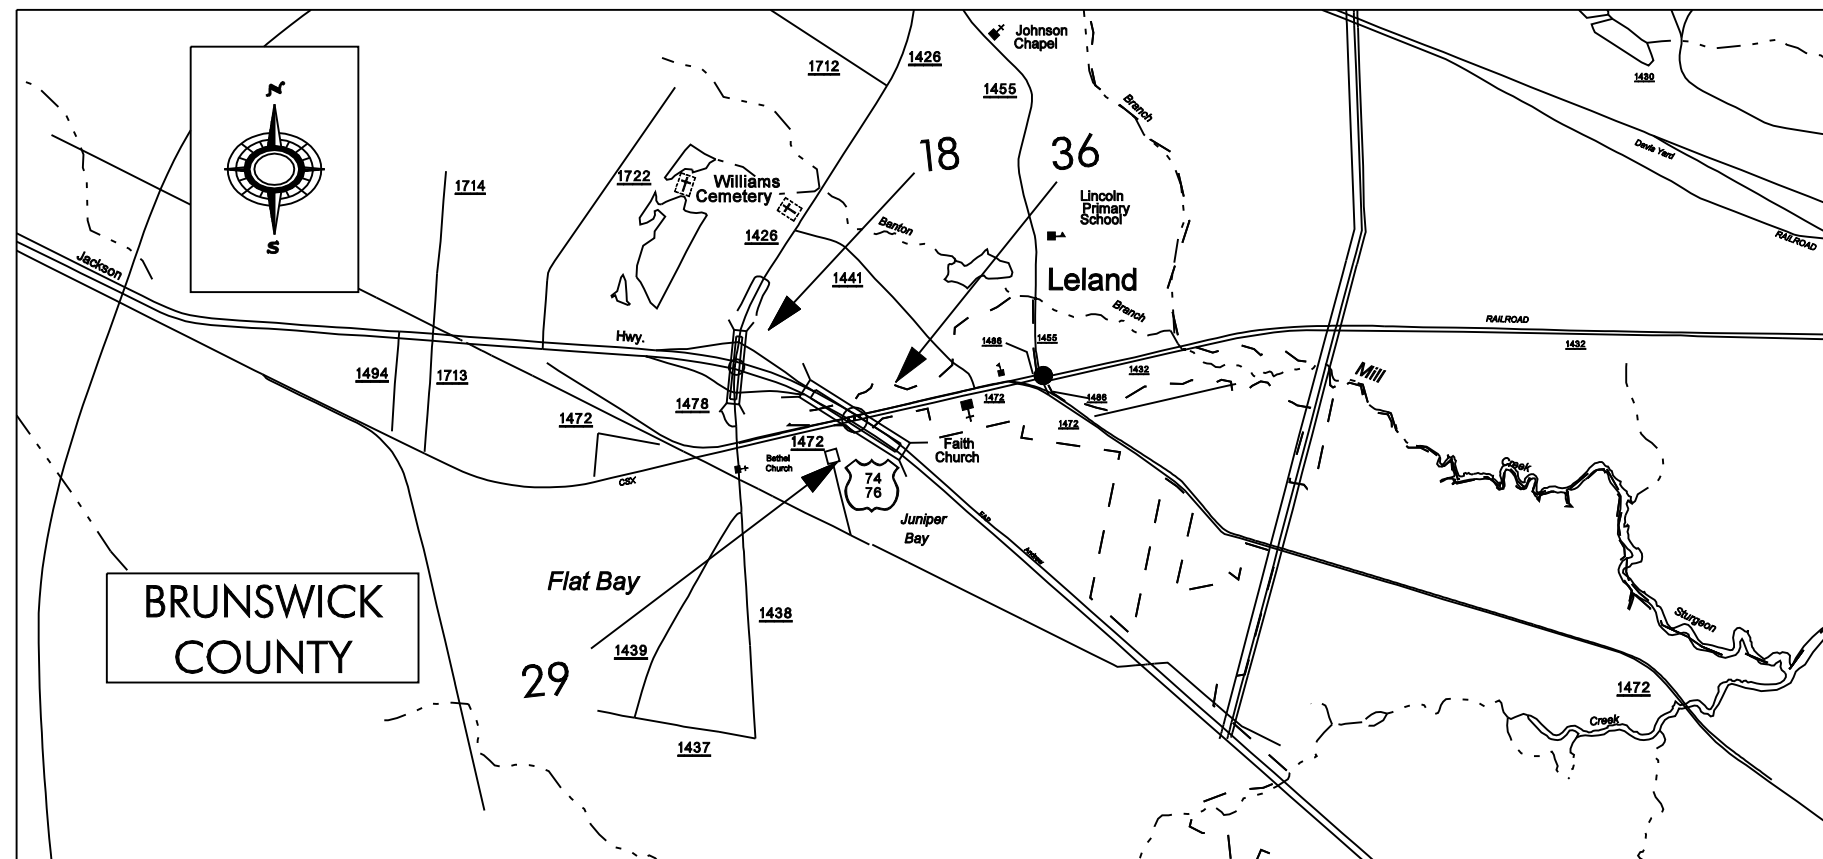 Johnson
Chapel
1426
1712
1430
1455
N
Branch
18
36
Davis Yard
1722
1714
Williams
Cemetery
Lincoln
Primary
School
Banton
1426
S
RAILROAD
Jackson
1441
Leland
Branch
RAILROAD
Hwy.
1486
1455
1432
1494
1713
1432
Mill
1478
1472
1486
1472
1472
1472
Faith
Church
Bethel
Church
Creek
CSX
74
76
Juniper
Bay
Andrew
Flat Bay
BRUNSWICK
COUNTY
1438
Sturgeon
1439
29
1472
Creek
1437